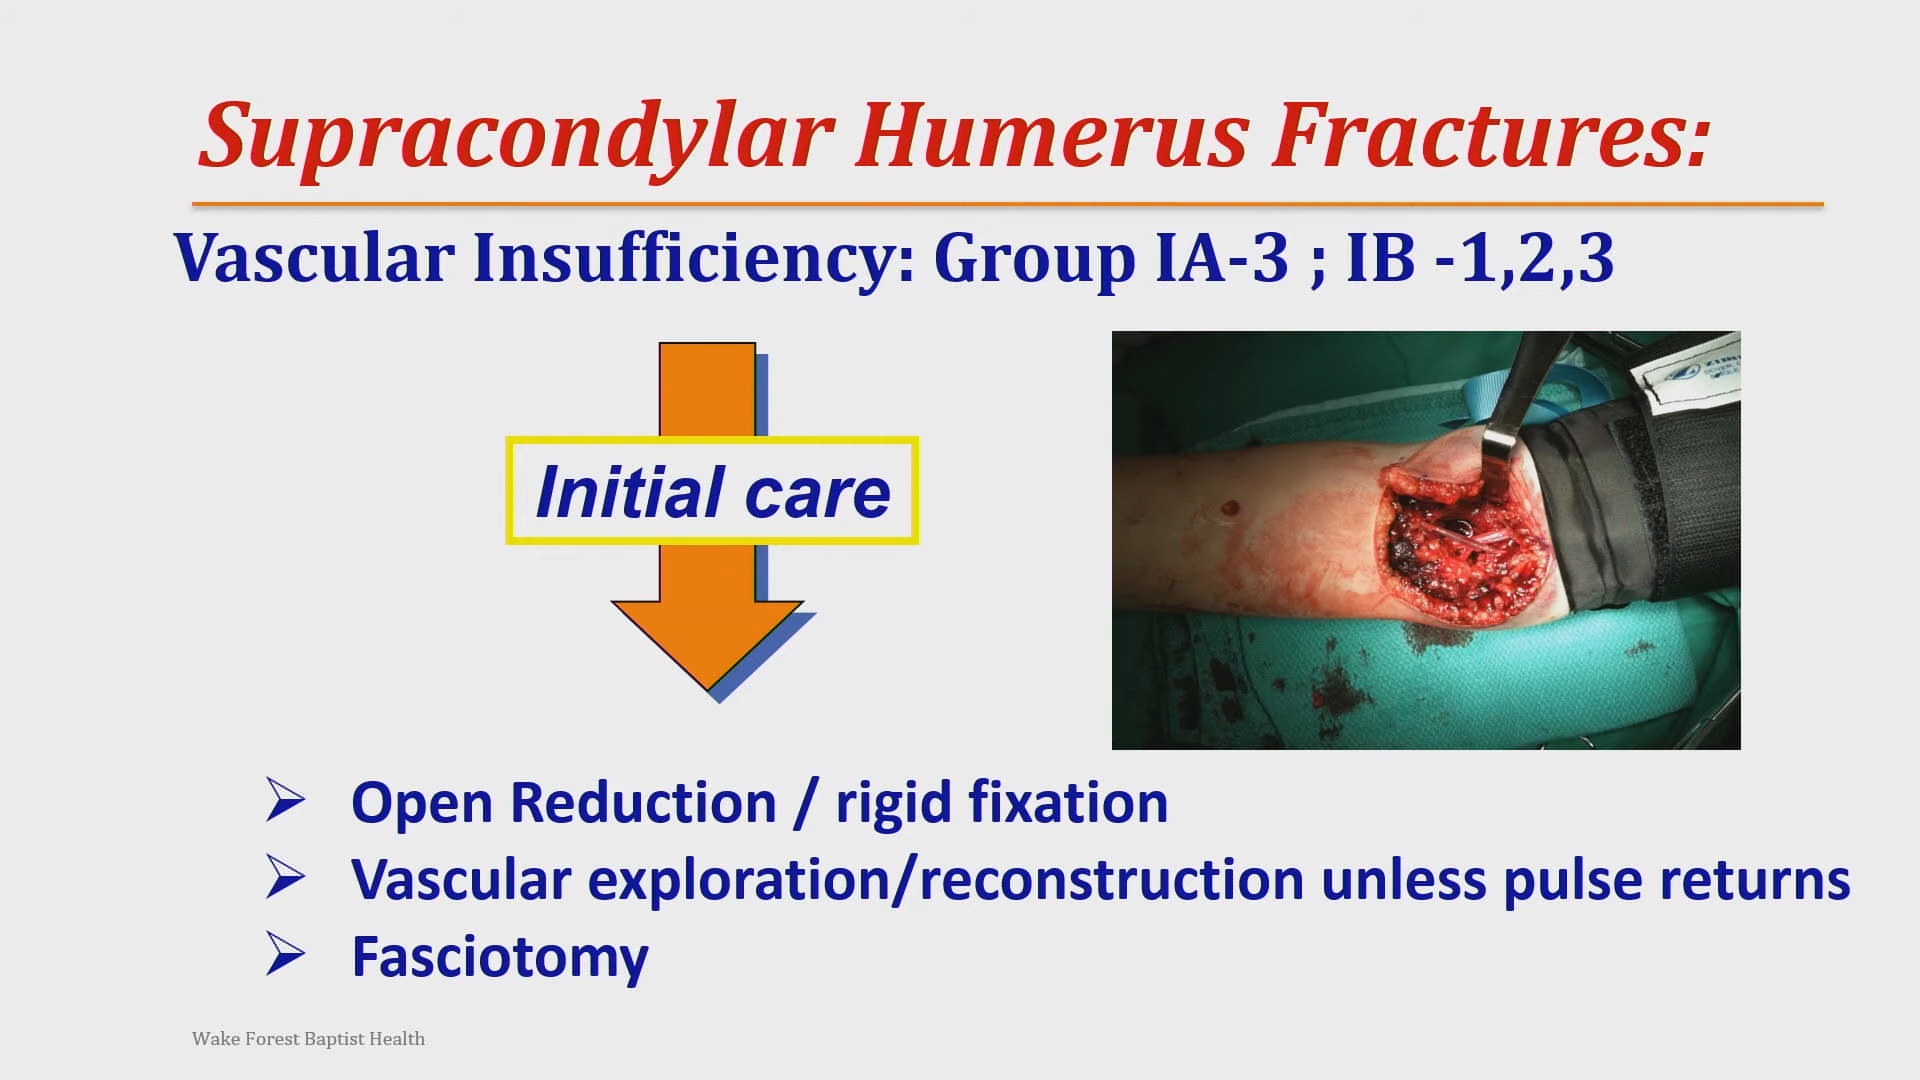 Supracondylar Humerus Fractures:
Vascular Insufficiency: Group IA-3 ; IB -1,2,3
Initial care
➢ Open Reduction / rigid fixation
➢ Vascular exploration/reconstruction unless pulse returns
➢ Fasciotomy
Wake Forest Baptist Health